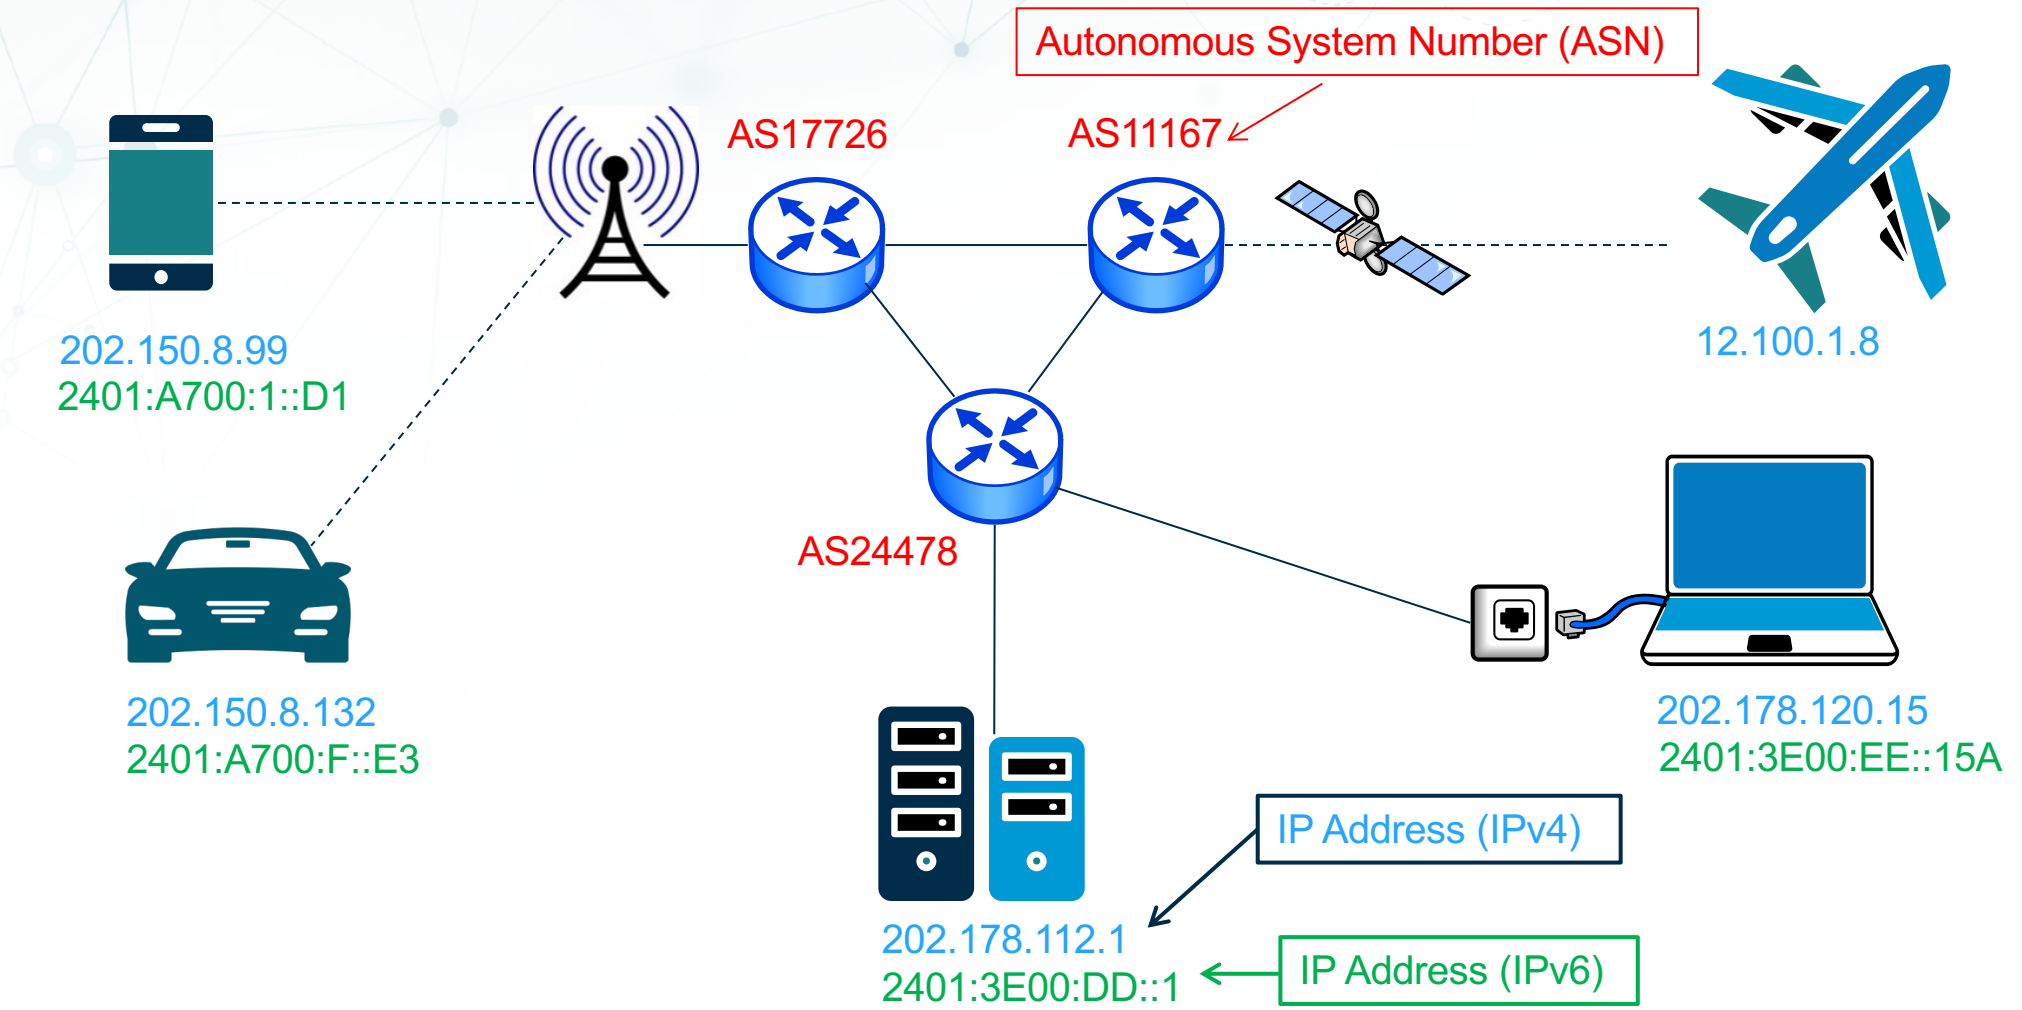 Autonomous System Number (ASN)
AS17726
AS11167
202.150.8.99
2401:A700:1::D1
12.100.1.8
AS24478
202.150.8.132
2401:A700:F::E3
202.178.120.15
2401:3E00:EE::15A
IP Address (IPv4)
202.178.112.1
2401:3E00:DD::1
IP Address (IPv6)